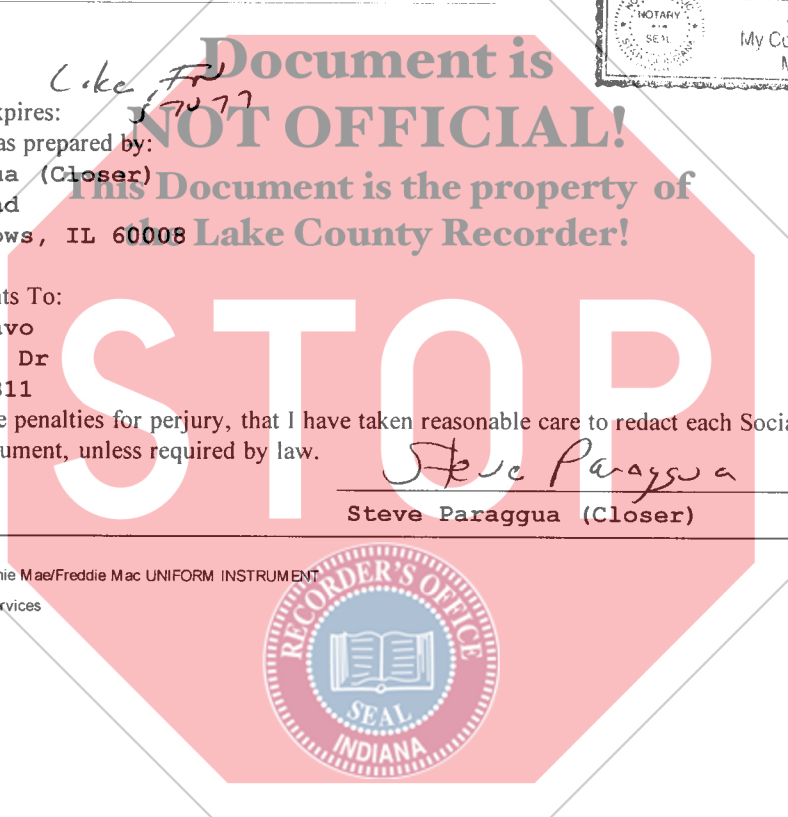 NOTARY
SEAL
My Co
Document is
Lake, In
NOT OFFICIAL!
xpires:
as prepared by:
This Document is the property of
ua (Closer)
ad
the Lake County Recorder!
ows, IL 60008
nts To:
avo
Dr
311
STOP
e penalties for perjury, that I have taken reasonable care to redact each Socia
ument, unless required by law.
Steve Paraggua
Steve Paraggua (Closer)
nie Mae/Freddie Mac UNIFORM INSTRUMENT
rvices
RECORDER'S OFFICE
SEAL
INDIANA